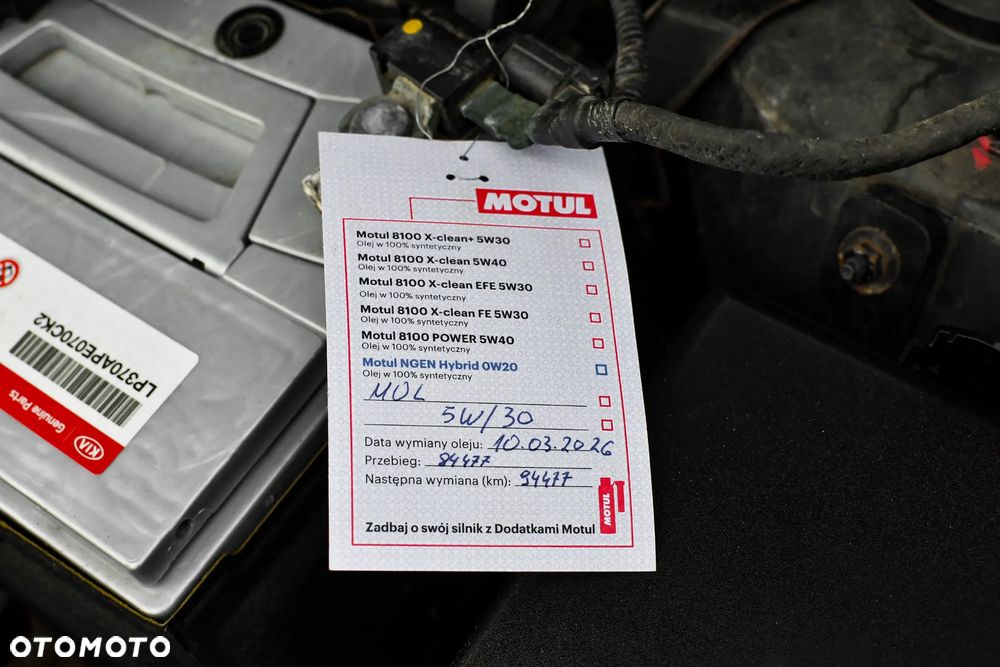 MOTUL
Motul 8100 X-clean+ 5W30
Olej w 100% syntetyczny
Motul 8100 X-clean 5W40
Olej w 100% syntetyczny
Motul 8100 X-clean EFE 5W30
Olej w 100% syntetyczny
Motul 8100 X-clean FE 5W30
Olej w 100% syntetyczny
Motul 8100 POWER 5W40
Olej w 100% syntetyczny
Motul NGEN Hybrid 0W20
Olej w 100% syntetyczny
MOL
5W/30
Data wymiany oleju: 10.03.2026
Przebieg: 84477
Następna wymiana (km): 94477
MOTUL
Zadbaj o swój silnik z Dodatkami Motul
LP370APE070CK2
KIA Genuine Parts
OTOMOTO